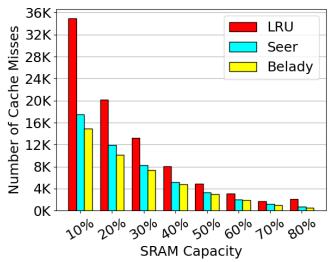 36K
32K
28K
24K
20K
16K
12K
8K
4K
0K
Number of Cache Misses
LRU
Seer
Belady
10% 20% 30% 40% 50% 60% 70% 80%
SRAM Capacity